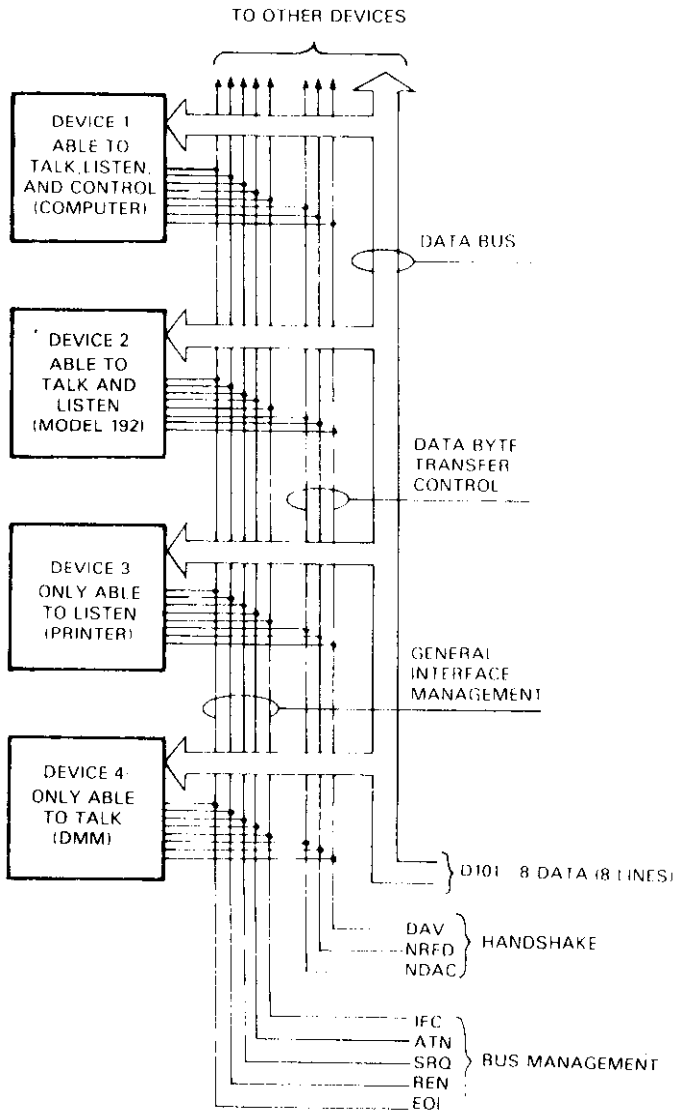 TO OTHER DEVICES
DEVICE 1
ABLE TO
TALK, LISTEN,
AND CONTROL
(COMPUTER)
DATA BUS
DEVICE 2
ABLE TO
TALK AND
LISTEN
(MODEL 192)
DATA BYTE
TRANSFER
CONTROL
DEVICE 3
ONLY ABLE
TO LISTEN
(PRINTER)
GENERAL
INTERFACE
MANAGEMENT
DEVICE 4
ONLY ABLE
TO TALK
(DMM)
D101 8 DATA (8 LINES)
DAV
NRFD
NDAC
HANDSHAKE
IFC
ATN
SRQ
REN
EOI
BUS MANAGEMENT